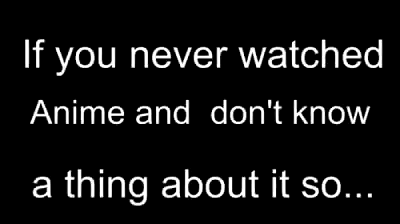 If you never watched
Anime and don't know
a thing about it so...